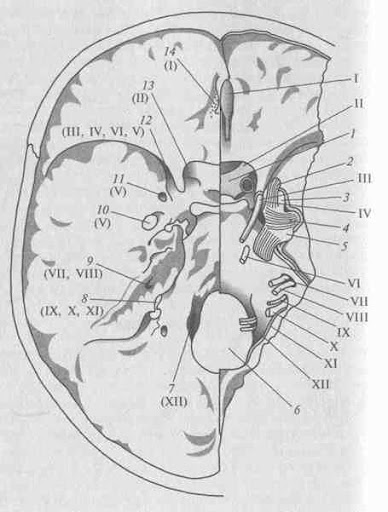 14
(I)
13
(II)
12
(III, IV, VI, V)
11
(V)
10
(V)
9
(VII, VIII)
8
(IX, X, XI)
7
(XII)
I
II
1
2
III
3
IV
4
5
VI
VII
VIII
IX
X
XI
XII
6